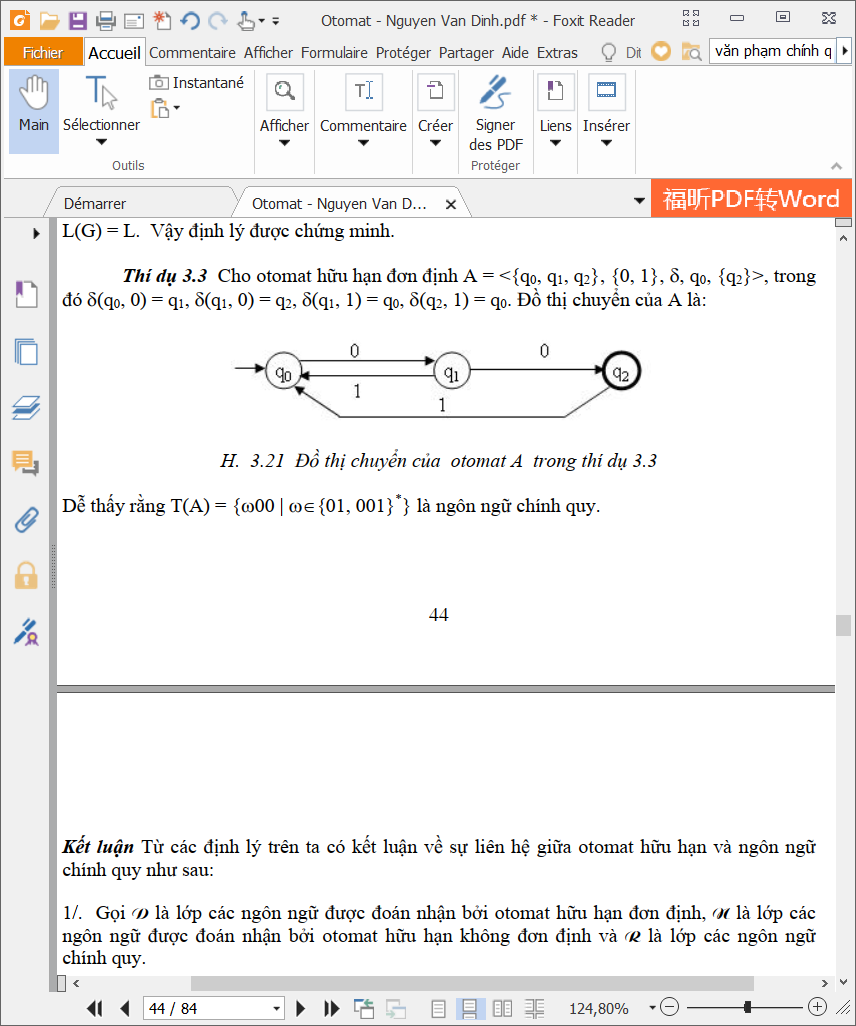 Otomat - Nguyen Van Dinh.pdf * - Foxit Reader
Fichier Accueil Commentaire Afficher Formulaire Protéger Partager Aide Extras Dit văn phạm chính q
Main
Sélectionner
Instantané
Outils
Afficher
Commentaire
Créer
Signer
des PDF
Protéger
Liens
Insérer
Démarrer
Otomat - Nguyen Van D...
福昕PDF转Word
L(G) = L. Vậy định lý được chứng minh.
Thí dụ 3.3 Cho otomat hữu hạn đơn định A = <{q0, q1, q2}, {0, 1}, δ, q0, {q2}>, trong
đó δ(q0, 0) = q1, δ(q1, 0) = q2, δ(q1, 1) = q0, δ(q2, 1) = q0. Đồ thị chuyển của A là:
0 0
q0 q1 q2
1 1
H. 3.21 Đồ thị chuyển của otomat A trong thí dụ 3.3
Dễ thấy rằng T(A) = {ω00 | ω∈{01, 001}*} là ngôn ngữ chính quy.
44
Kết luận Từ các định lý trên ta có kết luận về sự liên hệ giữa otomat hữu hạn và ngôn ngữ
chính quy như sau:
1/. Gọi 𝒟 là lớp các ngôn ngữ được đoán nhận bởi otomat hữu hạn đơn định, 𝒩 là lớp các
ngôn ngữ được đoán nhận bởi otomat hữu hạn không đơn định và ℛ là lớp các ngôn ngữ
chính quy.
44 / 84
124,80%